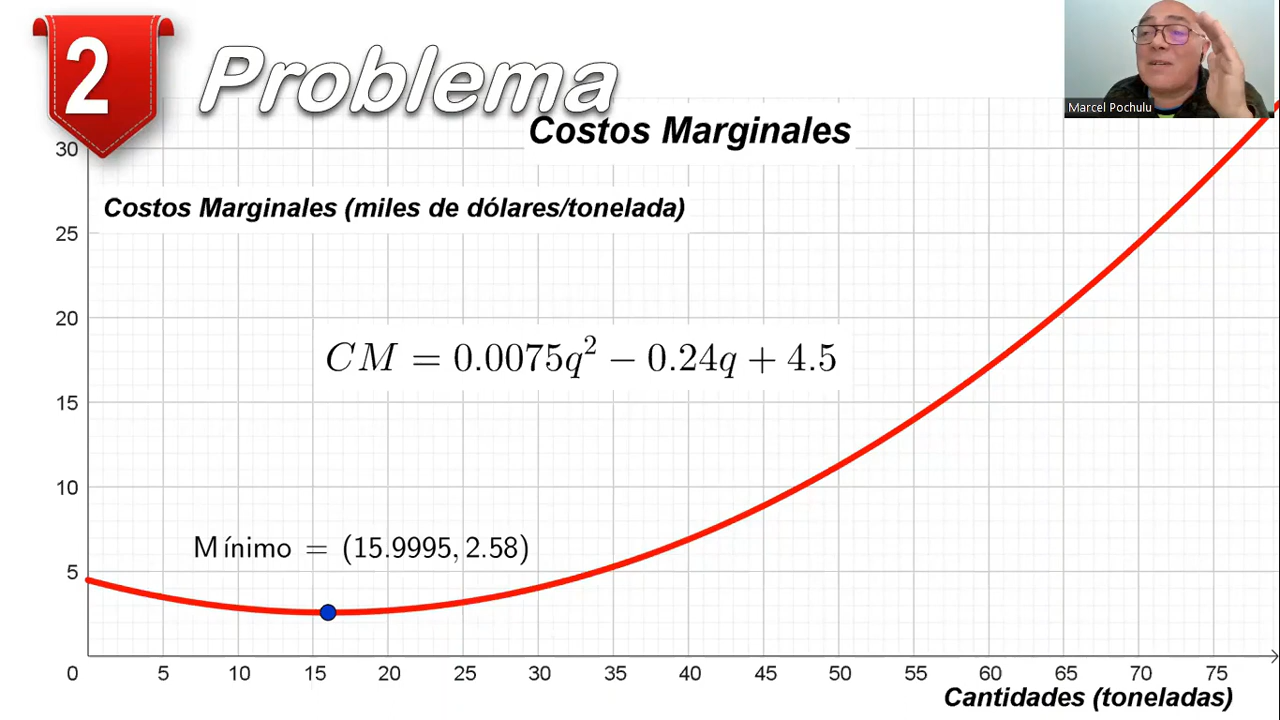 2
Problema
Marcel Pochulu
Costos Marginales
Costos Marginales (miles de dólares/tonelada)
30
25
20
15
10
5
CM = 0.0075q² − 0.24q + 4.5
Mínimo = (15.9995, 2.58)
0 5 10 15 20 25 30 35 40 45 50 55 60 65 70 75
Cantidades (toneladas)